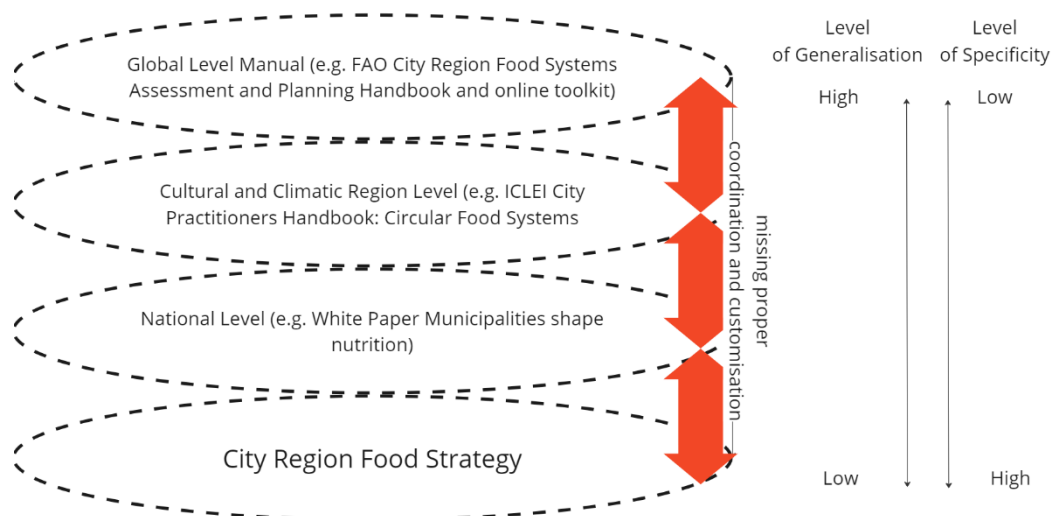 Global Level Manual (e.g. FAO City Region Food Systems
Assessment and Planning Handbook and online toolkit)
Cultural and Climatic Region Level (e.g. ICLEI City
Practitioners Handbook: Circular Food Systems
National Level (e.g. White Paper Municipalities shape
nutrition)
City Region Food Strategy
missing proper
coordination and customisation
Level
of Generalisation
High
Low
Level
of Specificity
Low
High